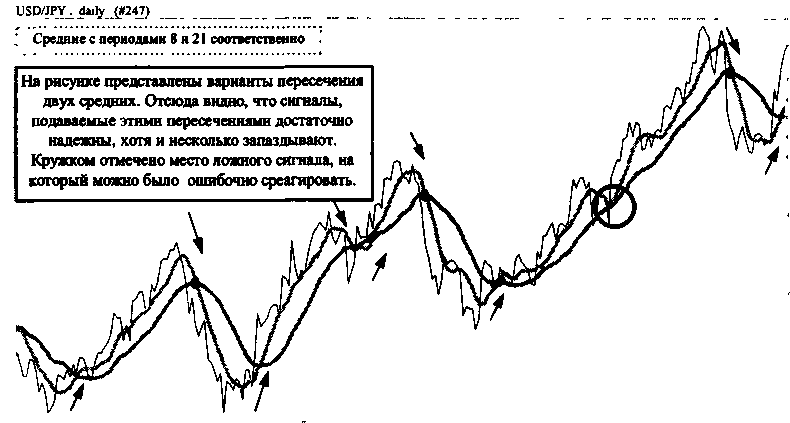 USD/JPY . daily (#247)
Средние с периодами 8 и 21 соответственно
На рисунке представлены варианты пересечения
двух средних. Отсюда видно, что сигналы,
подаваемые этими пересечениями достаточно
надежны, хотя и несколько запаздывают.
Кружком отмечено место ложного сигнала, на
который можно было ошибочно среагировать.